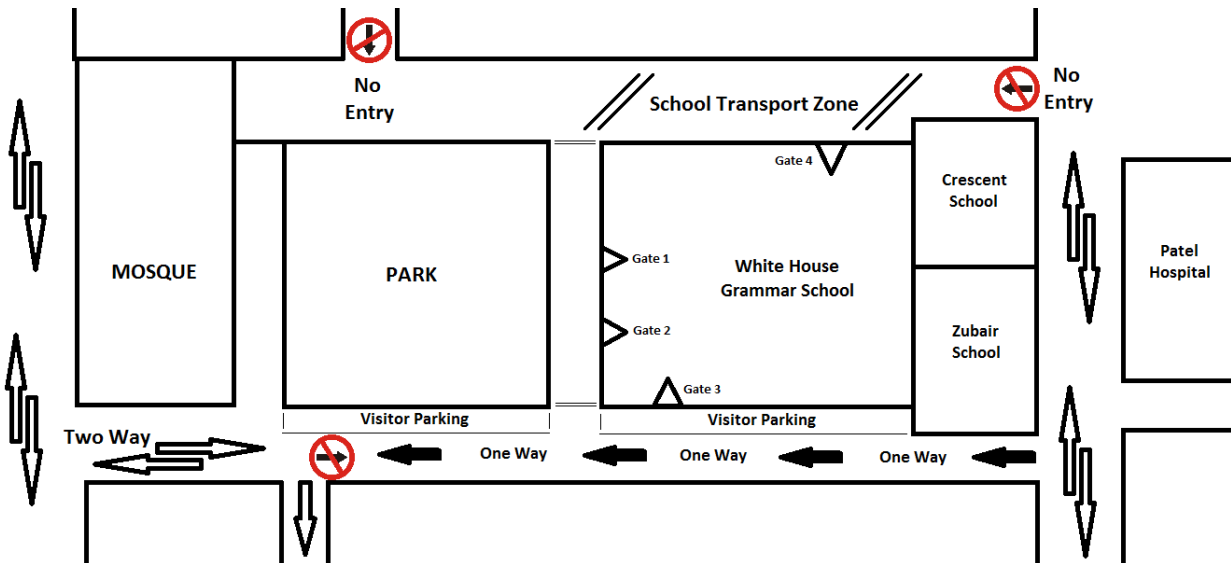 No
Entry
School Transport Zone
No
Entry
Gate 4
Crescent
School
MOSQUE
PARK
Gate 1
White House
Grammar School
Patel
Hospital
Gate 2
Zubair
School
Gate 3
Visitor Parking
Visitor Parking
Two Way
One Way
One Way
One Way